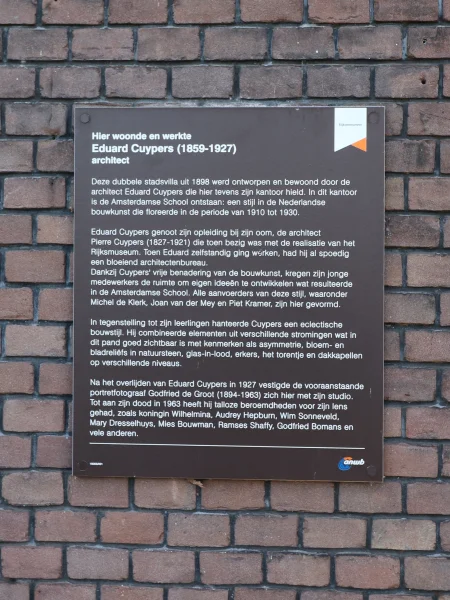 Hier woonde en werkte
Eduard Cuypers (1859-1927)
architect
Deze dubbele stadsvilla uit 1898 werd ontworpen en bewoond door de
architect Eduard Cuypers die hier tevens zijn kantoor hield. In dit kantoor
is de Amsterdamse School ontstaan: een stijl in de Nederlandse
bouwkunst die floreerde in de periode van 1910 tot 1930.
Eduard Cuypers genoot zijn opleiding bij zijn oom, de architect
Pierre Cuypers (1827-1921) die toen bezig was met de realisatie van het
Rijksmuseum. Toen Eduard zelfstandig ging werken, had hij al spoedig
een bloeiend architectenbureau.
Dankzij Cuypers' vrije benadering van de bouwkunst, kregen zijn jonge
medewerkers de ruimte om eigen ideeën te ontwikkelen wat resulteerde
in de Amsterdamse School. Alle aanvoerders van deze stijl, waaronder
Michel de Klerk, Joan van der Mey en Piet Kramer, zijn hier gevormd.
In tegenstelling tot zijn leerlingen hanteerde Cuypers een eclectische
bouwstijl. Hij combineerde elementen uit verschillende stromingen wat in
dit pand goed zichtbaar is met kenmerken als asymmetrie, bloem- en
bladreliëfs in natuursteen, glas-in-lood, erkers, het torentje en dakkapellen
op verschillende niveaus.
Na het overlijden van Eduard Cuypers in 1927 vestigde de vooraanstaande
portretfotograaf Godfried de Groot (1894-1963) zich hier met zijn studio.
Tot aan zijn dood in 1963 heeft hij talloze beroemdheden voor zijn lens
gehad, zoals koningin Wilhelmina, Audrey Hepburn, Wim Sonneveld,
Mary Dresselhuys, Mies Bouwman, Ramses Shaffy, Godfried Bomans en
vele anderen.
anwb